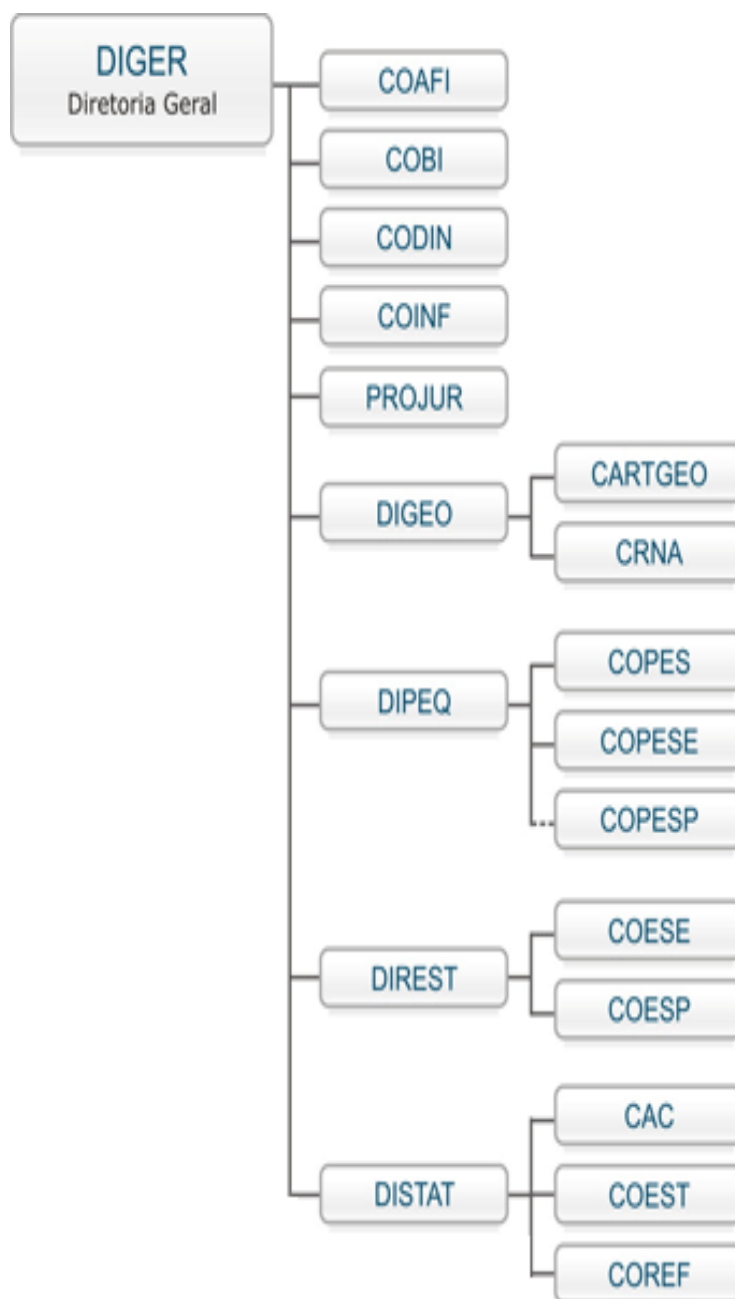 DIGER
Diretoria Geral
COAFI
COBI
CODIN
COINF
PROJUR
DIGEO
CARTGEO
CRNA
DIPEQ
COPES
COPESE
COPESP
DIREST
COESE
COESP
DISTAT
CAC
COEST
COREF